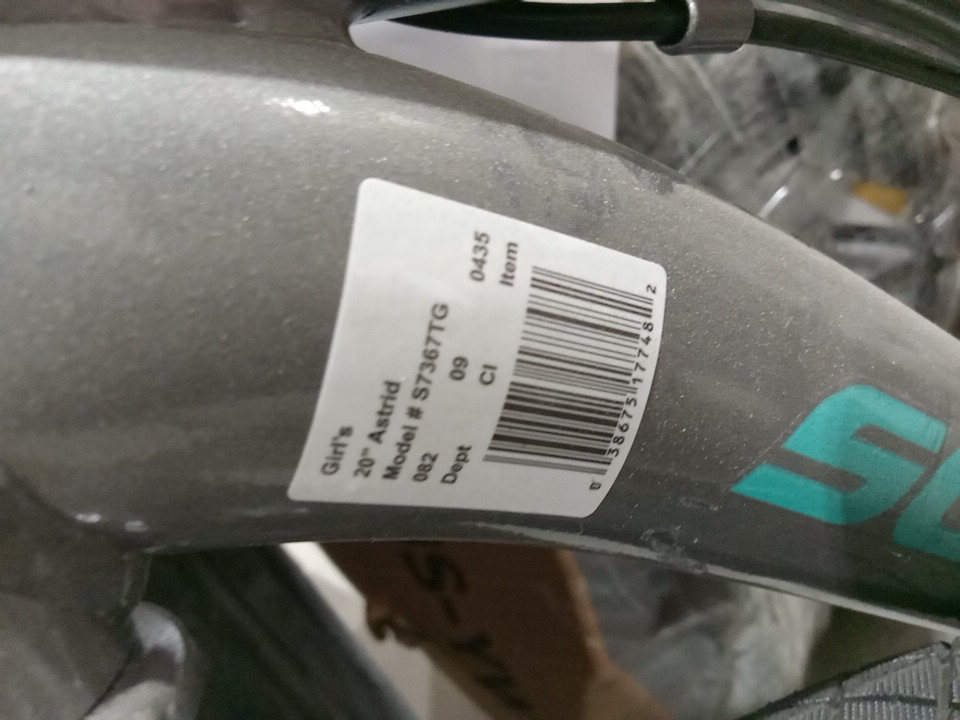 Girl's
20" Astrid
Model # S7367TG
082 09 0435
Dept Cl Item
0 38675 17748 2